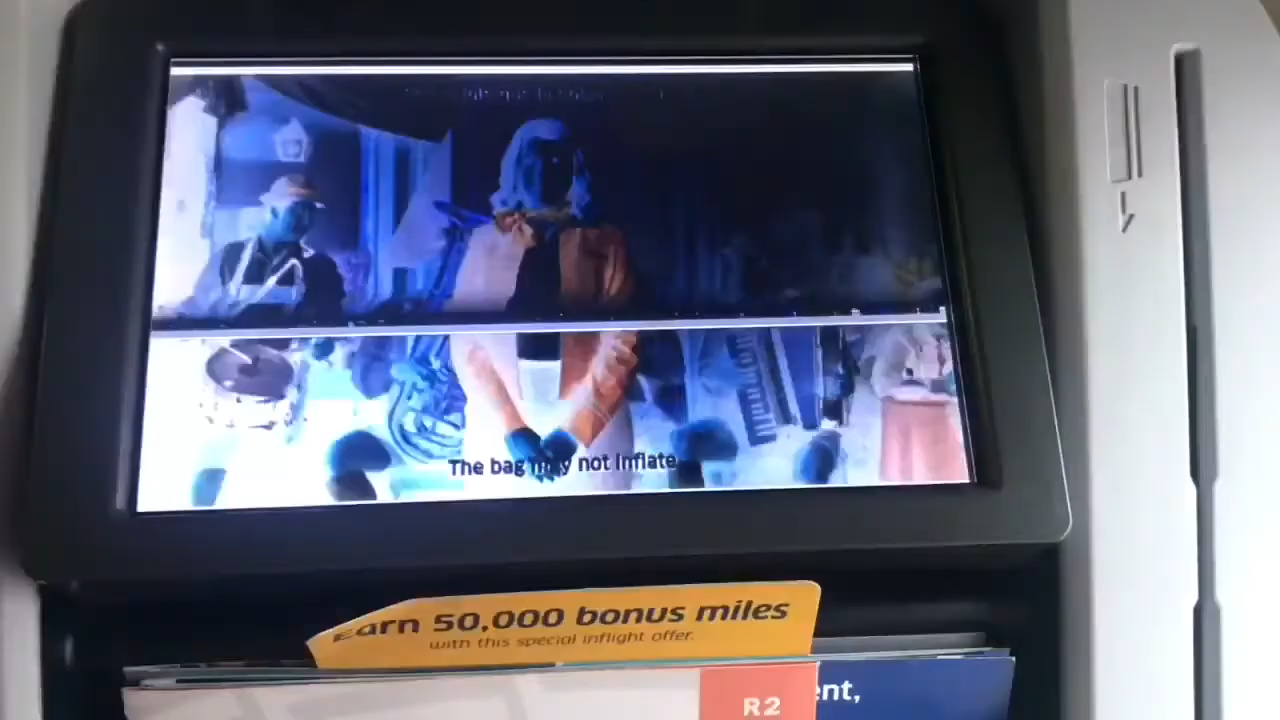 The bag may not inflate
Earn 50,000 bonus miles
with this special inflight offer.
ent,
R2